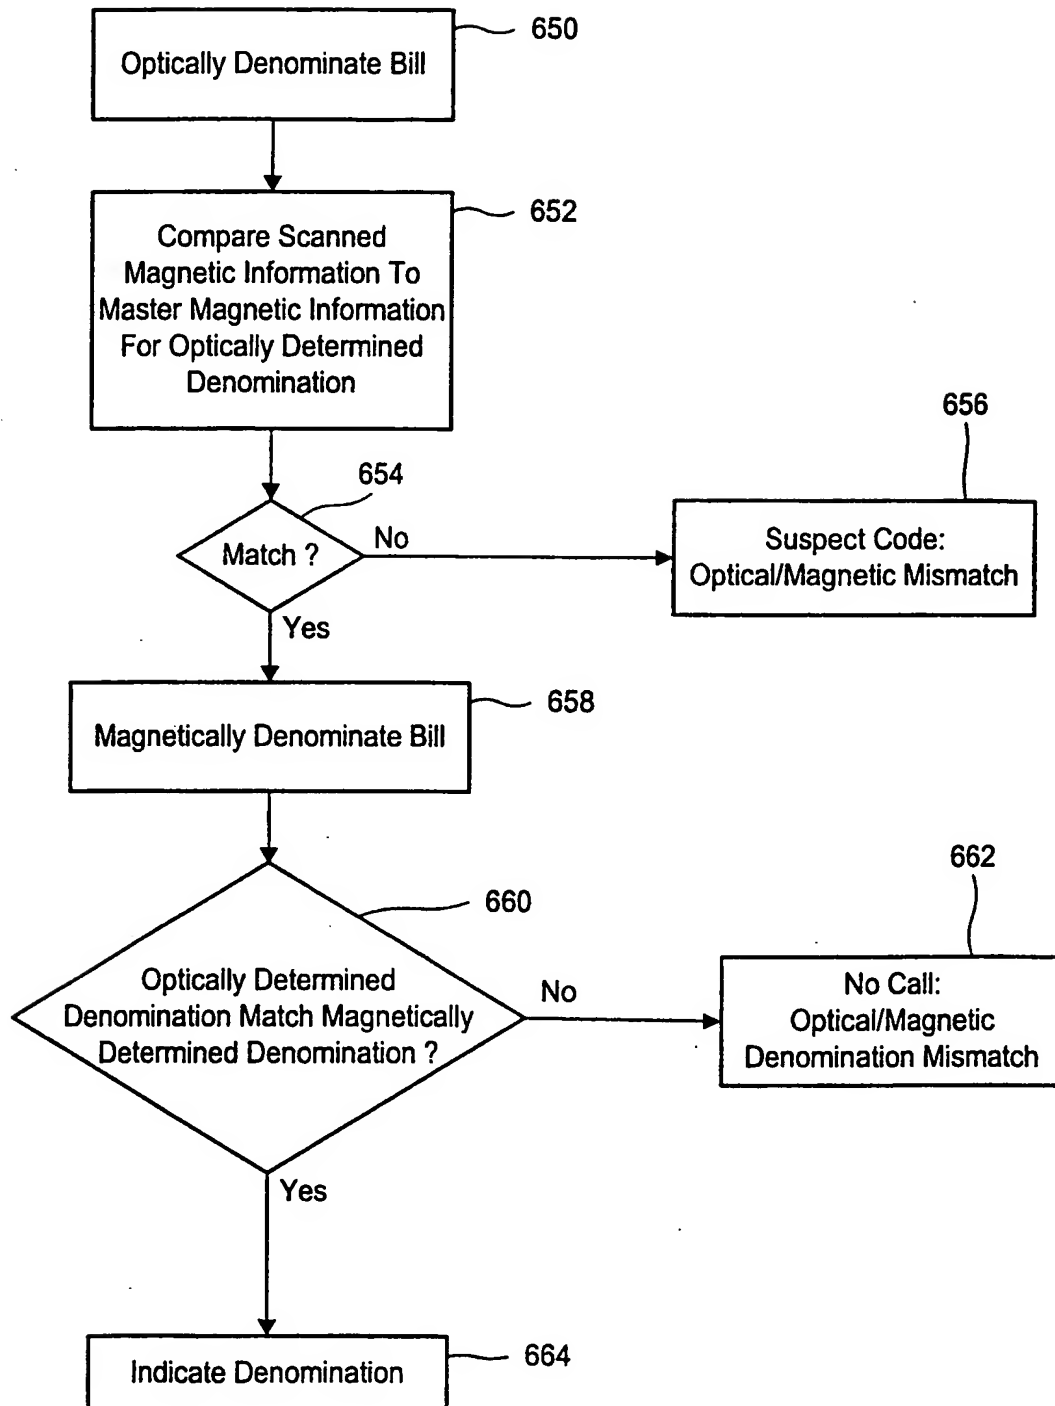 Optically Denominate Bill
650
Compare Scanned
Magnetic Information To
Master Magnetic Information
For Optically Determined
Denomination
652
654
Match ?
No
656
Suspect Code:
Optical/Magnetic Mismatch
Yes
Magnetically Denominate Bill
658
660
Optically Determined
Denomination Match Magnetically
Determined Denomination ?
No
662
No Call:
Optical/Magnetic
Denomination Mismatch
Yes
Indicate Denomination
664